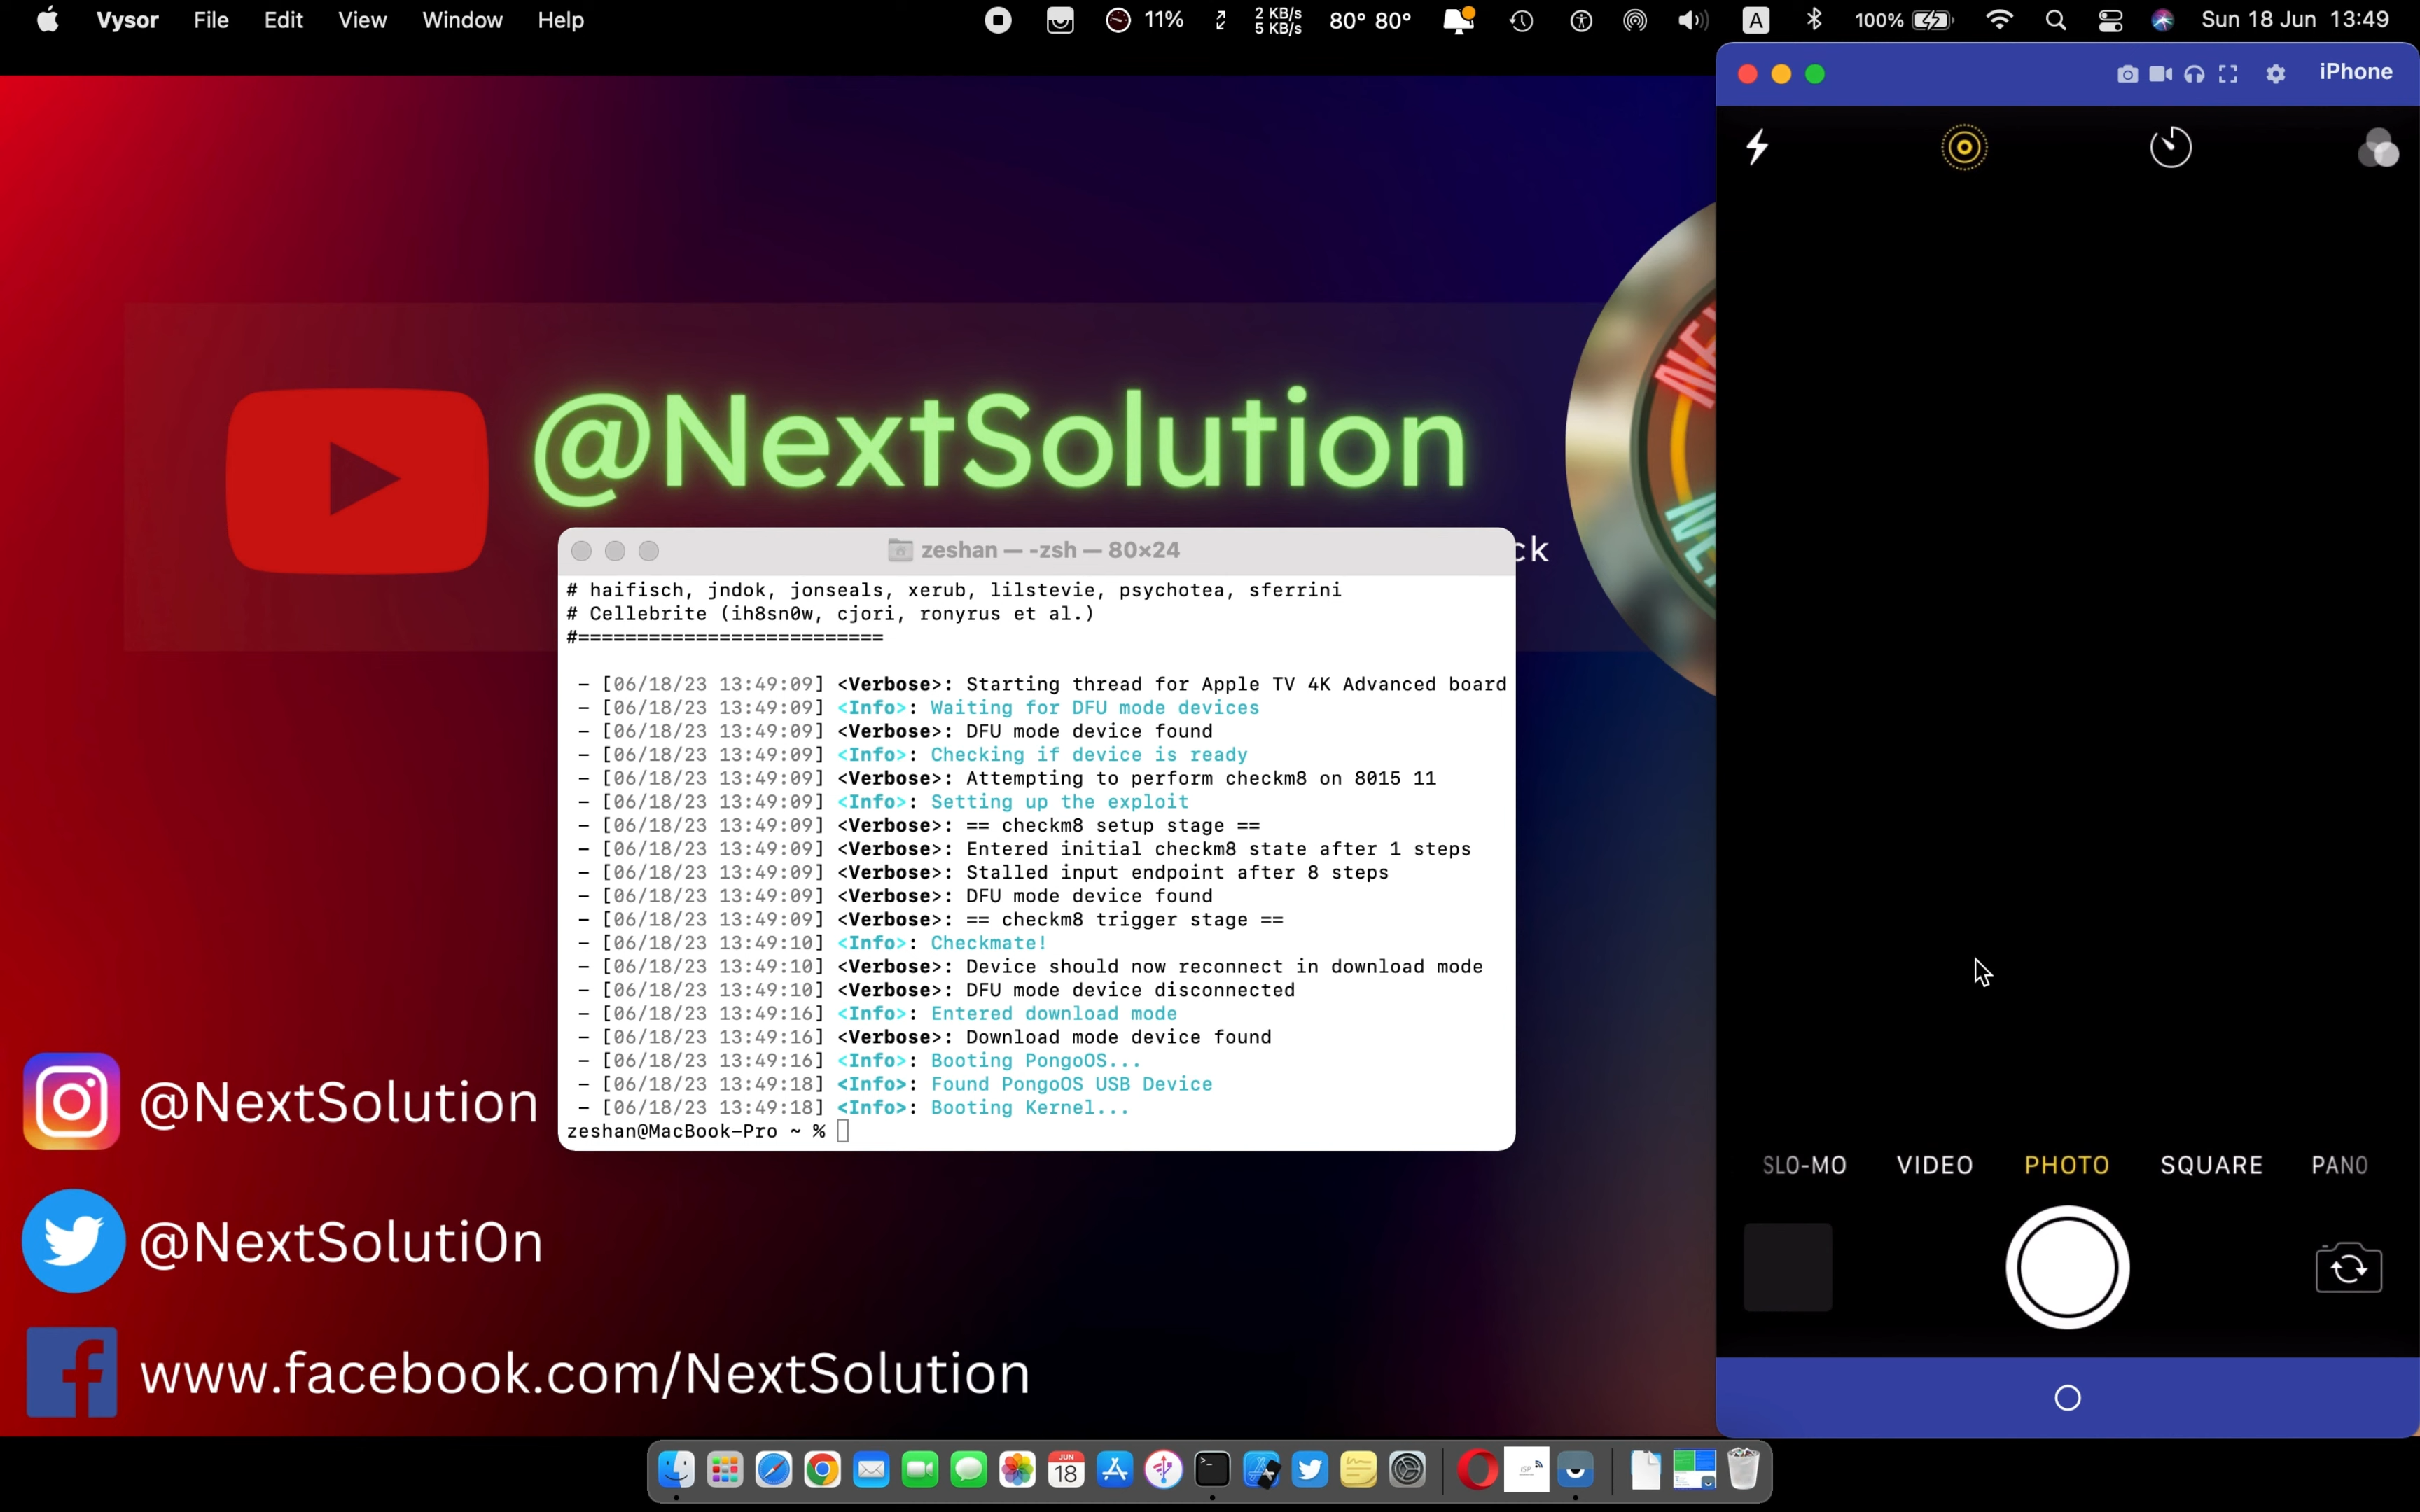 Vysor File Edit View Window Help 11% 2 KB/s 5 KB/s 80° 80° A 100% Sun 18 Jun 13:49
iPhone
@NextSolution
ck
zeshan — -zsh — 80×24
# haifisch, jndok, jonseals, xerub, lilstevie, psychotea, sferrini
# Cellebrite (ih8sn0w, cjori, ronyrus et al.)
#==========================
– [06/18/23 13:49:09] <Verbose>: Starting thread for Apple TV 4K Advanced board
– [06/18/23 13:49:09] <Info>: Waiting for DFU mode devices
– [06/18/23 13:49:09] <Verbose>: DFU mode device found
– [06/18/23 13:49:09] <Info>: Checking if device is ready
– [06/18/23 13:49:09] <Verbose>: Attempting to perform checkm8 on 8015 11
– [06/18/23 13:49:09] <Info>: Setting up the exploit
– [06/18/23 13:49:09] <Verbose>: == checkm8 setup stage ==
– [06/18/23 13:49:09] <Verbose>: Entered initial checkm8 state after 1 steps
– [06/18/23 13:49:09] <Verbose>: Stalled input endpoint after 8 steps
– [06/18/23 13:49:09] <Verbose>: DFU mode device found
– [06/18/23 13:49:09] <Verbose>: == checkm8 trigger stage ==
– [06/18/23 13:49:10] <Info>: Checkmate!
– [06/18/23 13:49:10] <Verbose>: Device should now reconnect in download mode
– [06/18/23 13:49:10] <Verbose>: DFU mode device disconnected
– [06/18/23 13:49:16] <Info>: Entered download mode
– [06/18/23 13:49:16] <Verbose>: Download mode device found
– [06/18/23 13:49:16] <Info>: Booting PongoOS...
– [06/18/23 13:49:18] <Info>: Found PongoOS USB Device
– [06/18/23 13:49:18] <Info>: Booting Kernel...
zeshan@MacBook-Pro ~ %
@NextSolution
@NextSoluti0n
www.facebook.com/NextSolution
SLO-MO VIDEO PHOTO SQUARE PANO
JUN
18